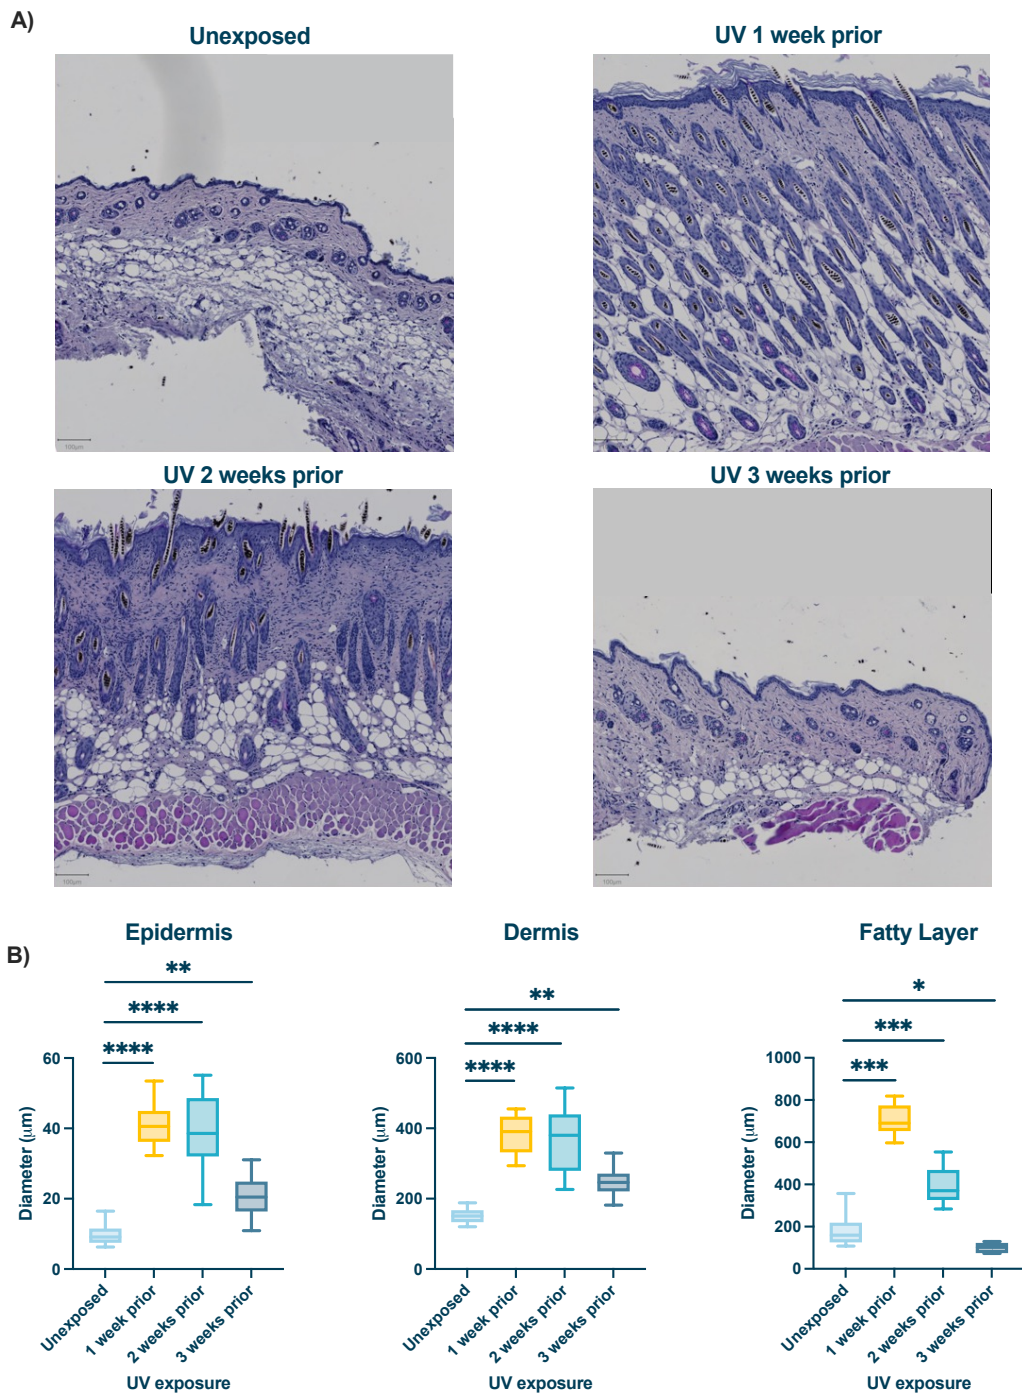 A)
Unexposed
UV 1 week prior
100µm
UV 2 weeks prior
UV 3 weeks prior
100µm
100µm
B)
Epidermis
**
****
****
Diameter (µm)
60
40
20
0
Unexposed
1 week prior
2 weeks prior
3 weeks prior
UV exposure
Dermis
**
****
****
Diameter (µm)
600
400
200
0
Unexposed
1 week prior
2 weeks prior
3 weeks prior
UV exposure
Fatty Layer
*
***
***
Diameter (µm)
1000
800
600
400
200
0
Unexposed
1 week prior
2 weeks prior
3 weeks prior
UV exposure